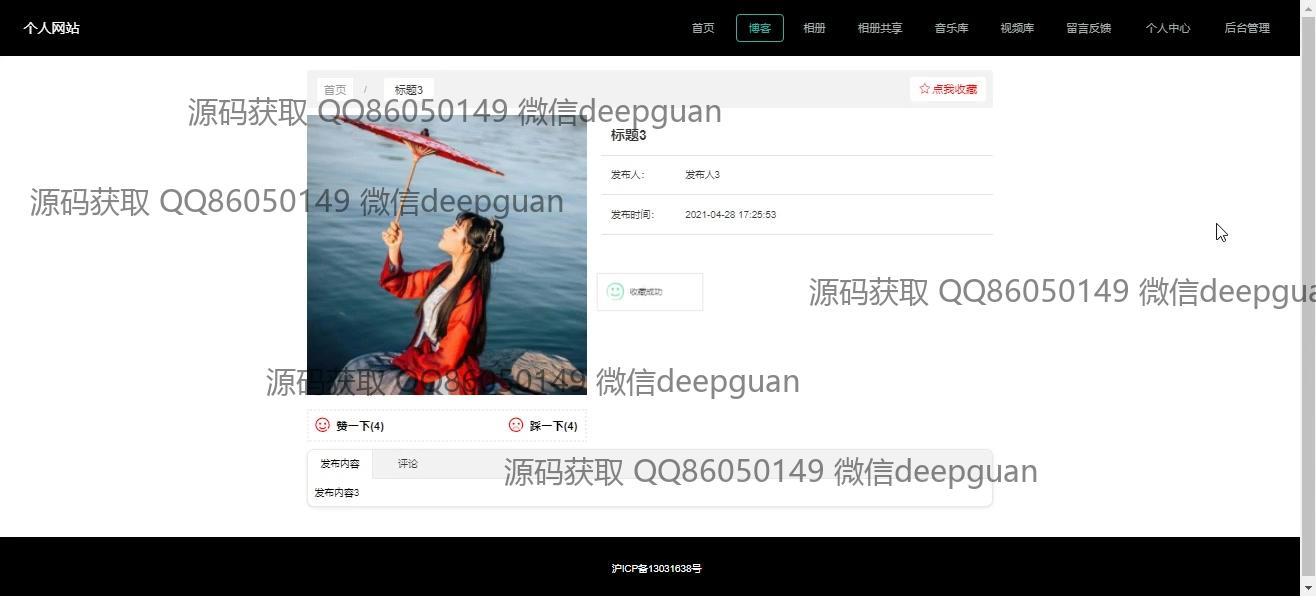 个人网站 首页 博客 相册 相册共享 音乐库 视频库 留言反馈 个人中心 后台管理
首页 / 标题3 ☆点我收藏
源码获取 QQ86050149 微信deepguan
标题3
发布人： 发布人3
源码获取 QQ86050149 微信deepguan
发布时间： 2021-04-28 17:25:53
收藏成功
源码获取 QQ86050149 微信deepgua
源码获取 QQ86050149 微信deepguan
赞一下(4) 踩一下(4)
发布内容 评论
源码获取 QQ86050149 微信deepguan
发布内容3
沪ICP备13031638号